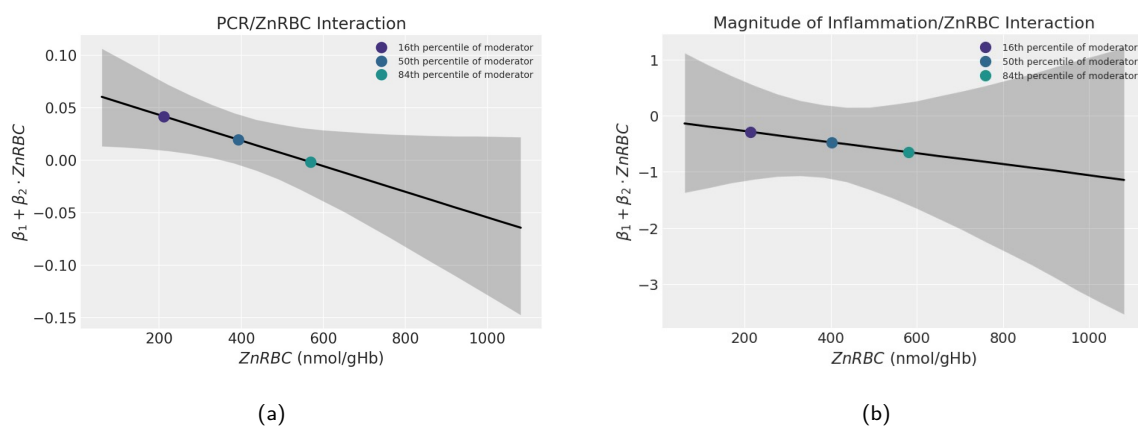 PCR/ZnRBC Interaction
16th percentile of moderator
50th percentile of moderator
84th percentile of moderator
0.10
0.05
0.00
−0.05
−0.10
−0.15
β₁ + β₂ · ZnRBC
200 400 600 800 1000
ZnRBC (nmol/gHb)
(a)
Magnitude of Inflammation/ZnRBC Interaction
16th percentile of moderator
50th percentile of moderator
84th percentile of moderator
1
0
−1
−2
−3
β₁ + β₂ · ZnRBC
200 400 600 800 1000
ZnRBC (nmol/gHb)
(b)